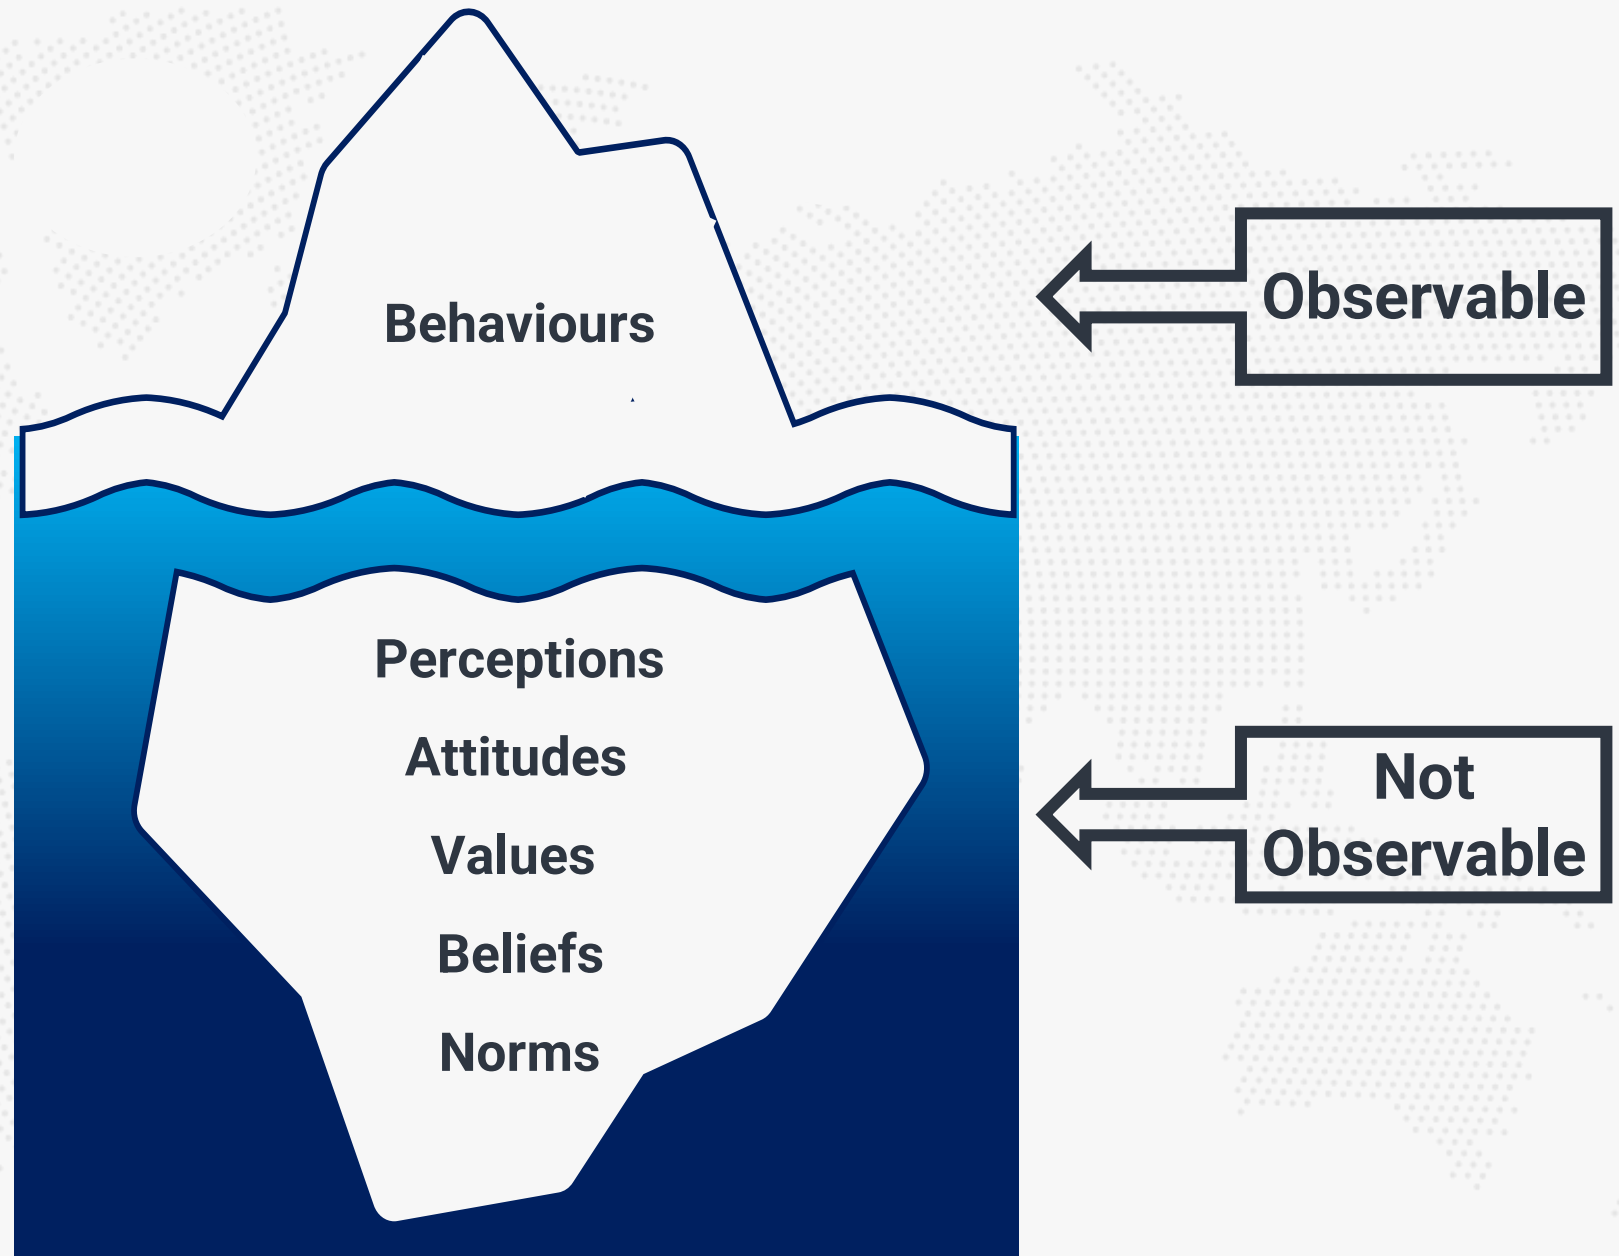 Behaviours
Observable
Perceptions
Attitudes
Values
Beliefs
Norms
Not
Observable